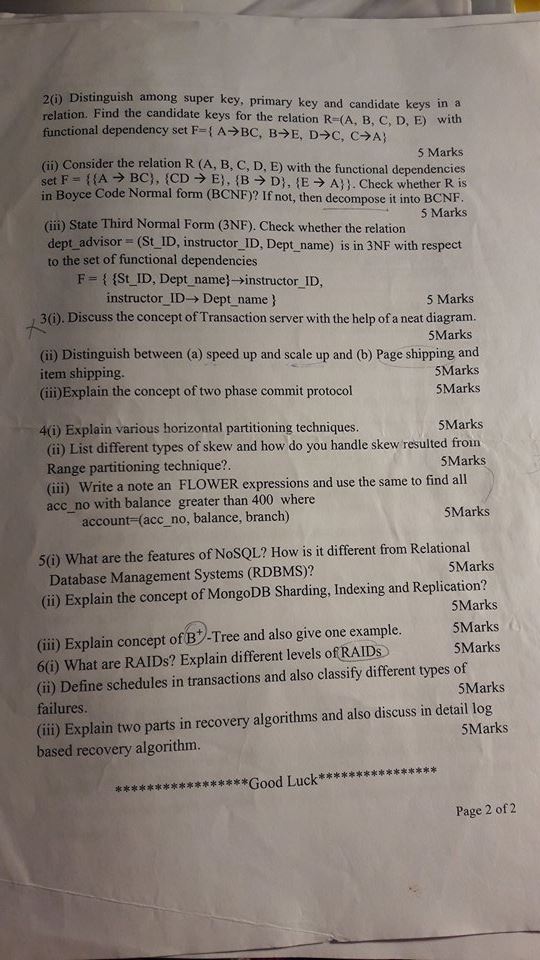 2(i) Distinguish among super key, primary key and candidate keys in a
relation. Find the candidate keys for the relation R=(A, B, C, D, E) with
functional dependency set F={ A→BC, B→E, D→C, C→A}
5 Marks
(ii) Consider the relation R (A, B, C, D, E) with the functional dependencies
set F = {{A → BC}, {CD → E}, {B → D}, {E → A}}. Check whether R is
in Boyce Code Normal form (BCNF)? If not, then decompose it into BCNF.
5 Marks
(iii) State Third Normal Form (3NF). Check whether the relation
dept_advisor = (St_ID, instructor_ID, Dept_name) is in 3NF with respect
to the set of functional dependencies
F = { {St_ID, Dept_name}→instructor_ID,
instructor_ID→ Dept_name } 5 Marks
3(i). Discuss the concept of Transaction server with the help of a neat diagram.
5Marks
(ii) Distinguish between (a) speed up and scale up and (b) Page shipping and
item shipping. 5Marks
(iii)Explain the concept of two phase commit protocol 5Marks
4(i) Explain various horizontal partitioning techniques. 5Marks
(ii) List different types of skew and how do you handle skew resulted from
Range partitioning technique?. 5Marks
(iii) Write a note an FLOWER expressions and use the same to find all
acc_no with balance greater than 400 where
account=(acc_no, balance, branch) 5Marks
5(i) What are the features of NoSQL? How is it different from Relational
Database Management Systems (RDBMS)? 5Marks
(ii) Explain the concept of MongoDB Sharding, Indexing and Replication?
5Marks
(iii) Explain concept of B+-Tree and also give one example. 5Marks
6(i) What are RAIDs? Explain different levels of RAIDs 5Marks
(ii) Define schedules in transactions and also classify different types of
failures. 5Marks
(iii) Explain two parts in recovery algorithms and also discuss in detail log
based recovery algorithm. 5Marks
*****************Good Luck****************
Page 2 of 2